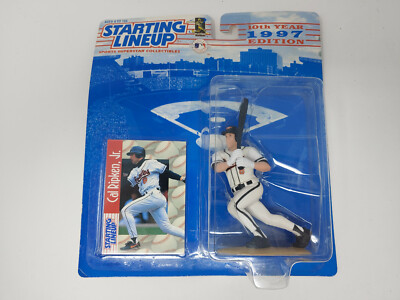 STARTING
LINEUP
SPORTS SUPERSTAR COLLECTIBLES
10th YEAR
1997
EDITION
Cal Ripken, Jr.
STARTING
LINEUP